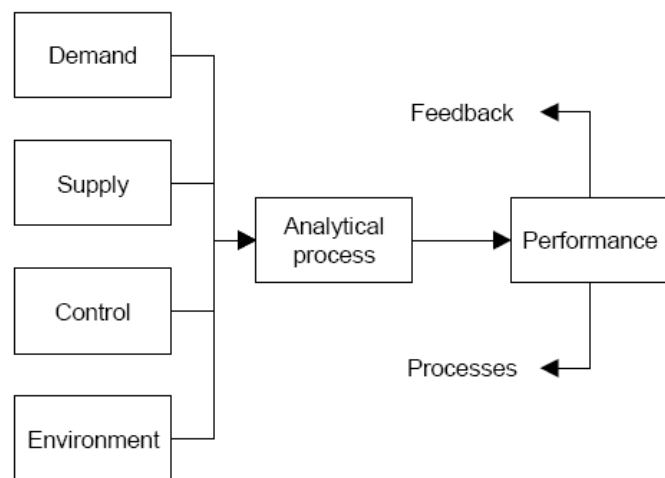 Demand
Supply
Control
Environment
Analytical
process
Feedback
Performance
Processes